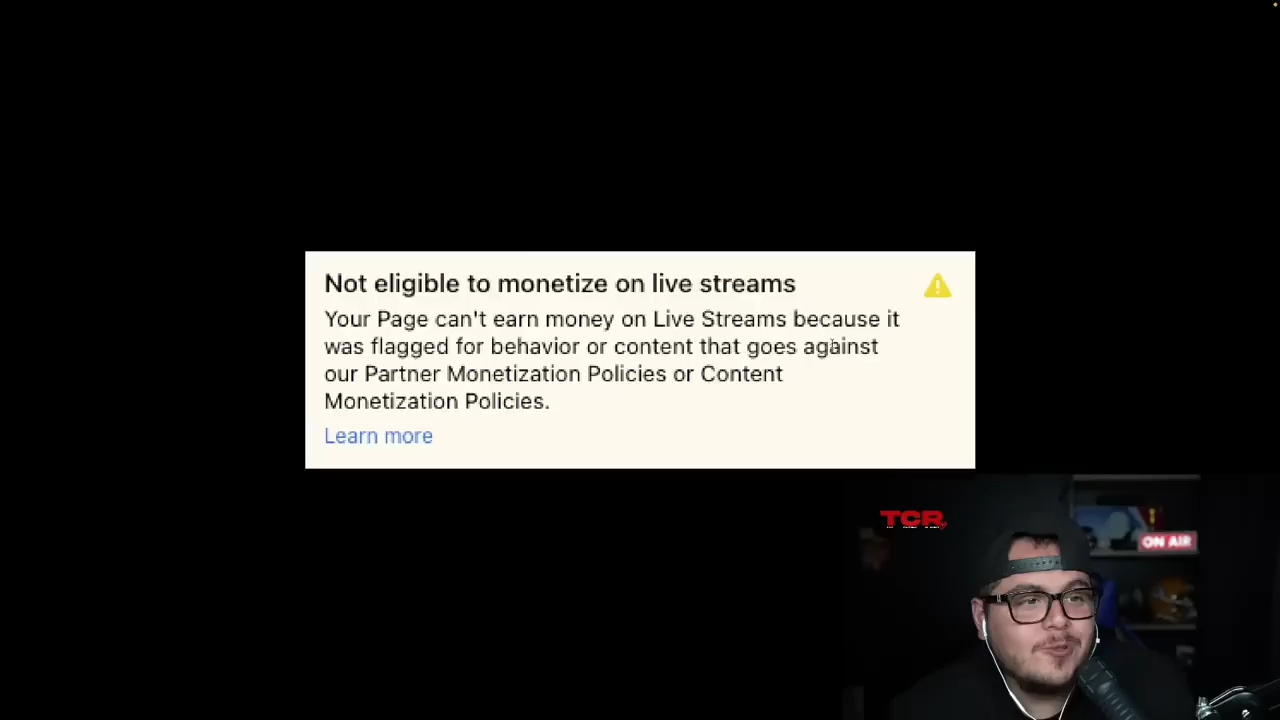 Not eligible to monetize on live streams
Your Page can't earn money on Live Streams because it
was flagged for behavior or content that goes against
our Partner Monetization Policies or Content
Monetization Policies.
Learn more
TCR
ON AIR